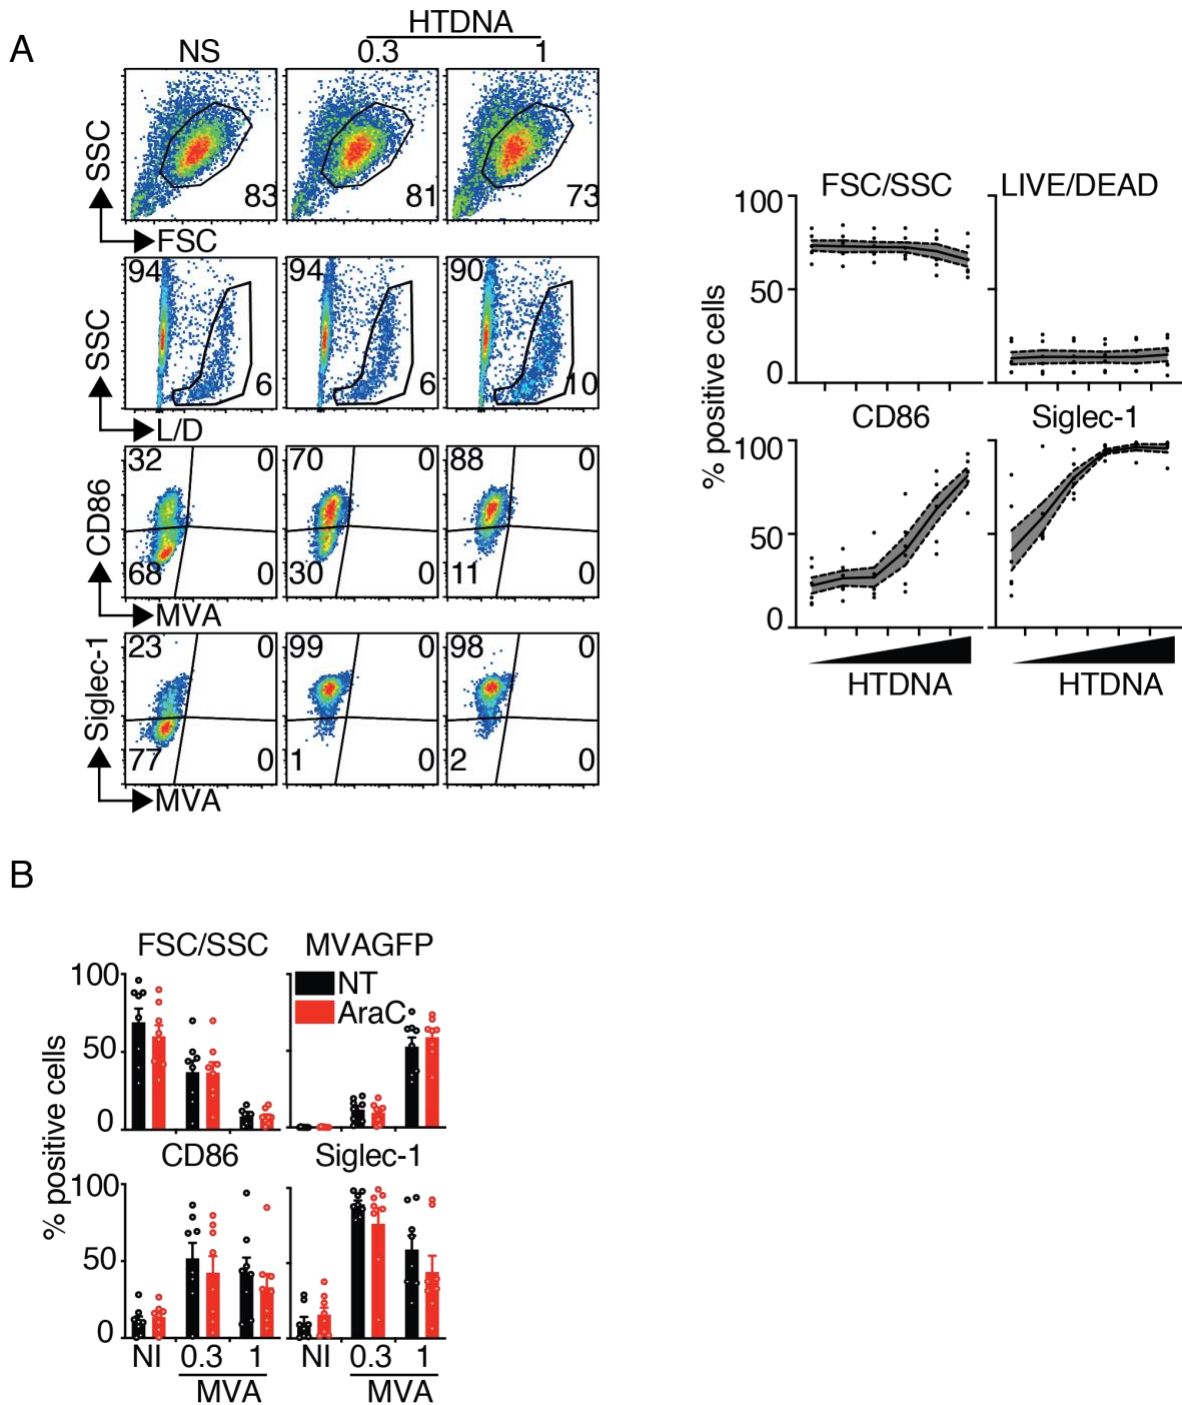 A
HTDNA
NS 0.3 1
SSC
83 81 73
FSC
94 94 90
SSC
6 6 10
L/D
32 0 70 0 88 0
CD86
68 0 30 0 11 0
MVA
23 0 99 0 98 0
Siglec-1
77 0 1 0 2 0
MVA
FSC/SSC LIVE/DEAD
100
50
0
% positive cells
CD86 Siglec-1
100
50
0
HTDNA HTDNA
B
FSC/SSC MVAGFP
100
NT
AraC
50
0
% positive cells
CD86 Siglec-1
100
50
0
NI 0.3 1 NI 0.3 1
MVA MVA